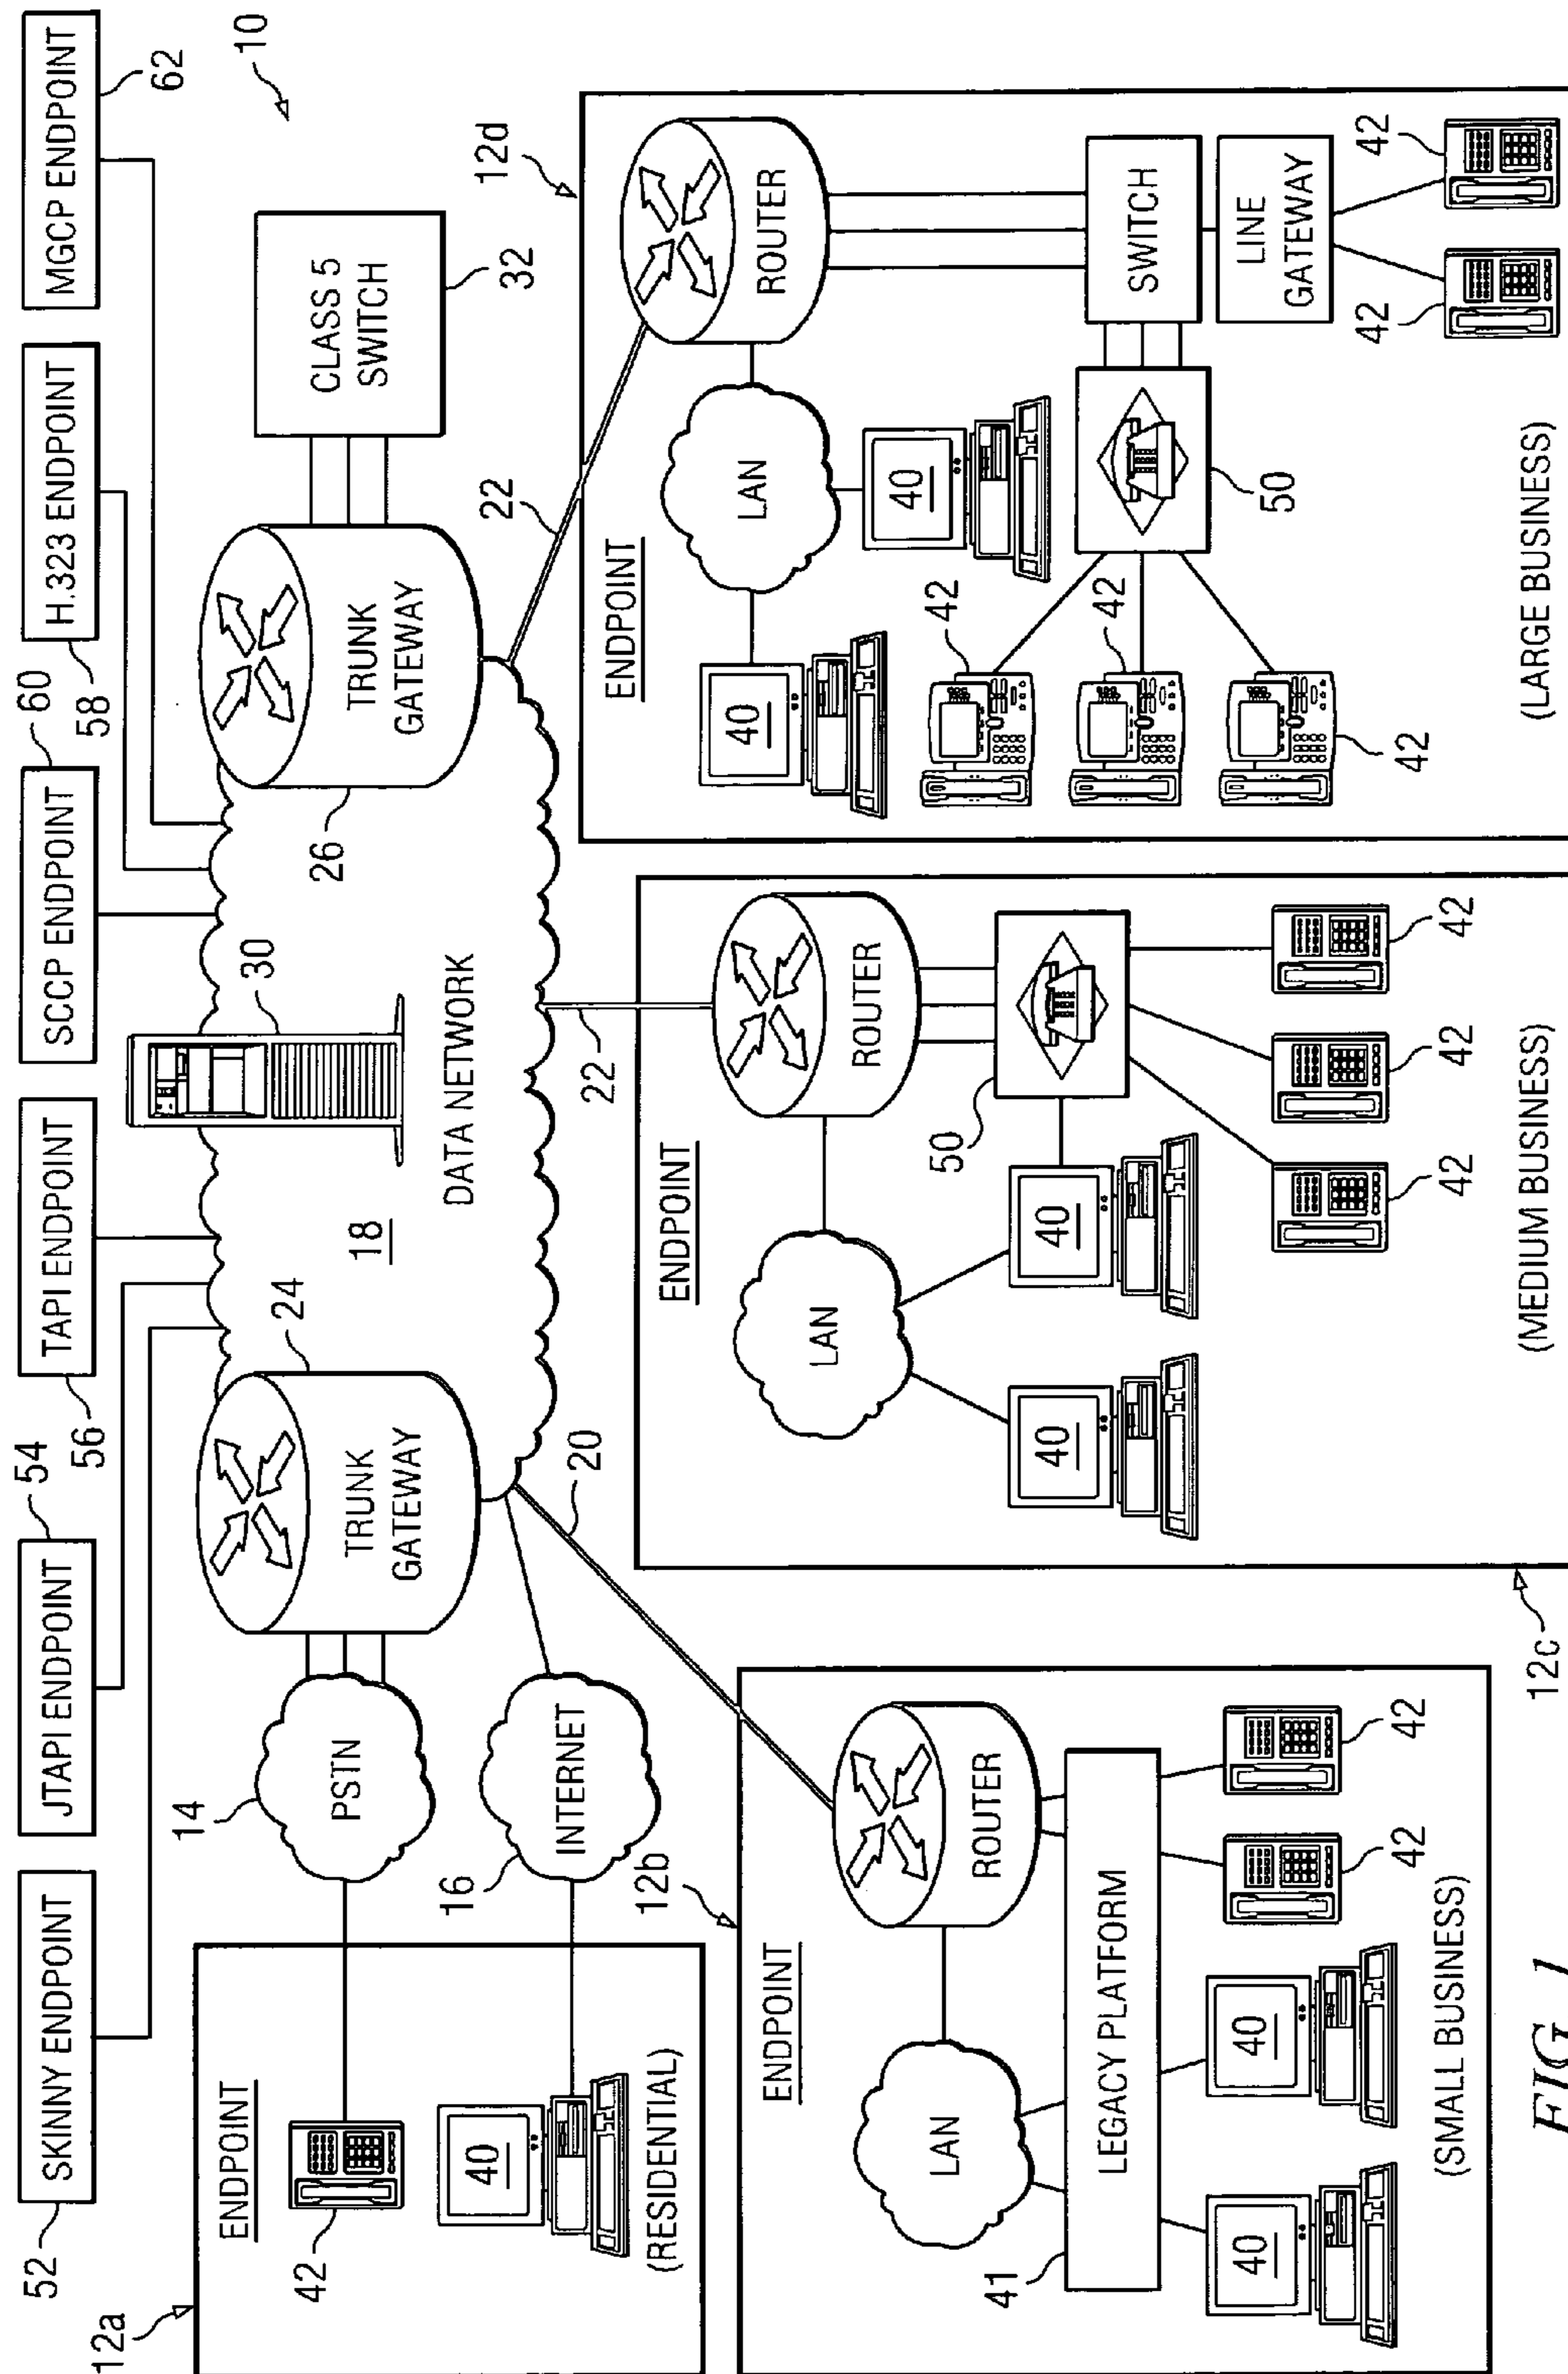 SKINNY ENDPOINT
52
JTAPI ENDPOINT
54
TAPI ENDPOINT
56
SCCP ENDPOINT
60
H.323 ENDPOINT
58
MGCP ENDPOINT
62
10
12a
ENDPOINT
42
40
(RESIDENTIAL)
14
PSTN
16
INTERNET
TRUNK
GATEWAY
24
18
DATA NETWORK
30
TRUNK
GATEWAY
26
CLASS 5
SWITCH
32
20
22
22
12b
ENDPOINT
LAN
ROUTER
LEGACY PLATFORM
41
40
40
42
42
(SMALL BUSINESS)
12c
ENDPOINT
LAN
ROUTER
50
40
40
42
42
42
(MEDIUM BUSINESS)
12d
ENDPOINT
LAN
ROUTER
40
40
42
42
42
50
SWITCH
LINE
GATEWAY
42
42
(LARGE BUSINESS)
FIG. 1